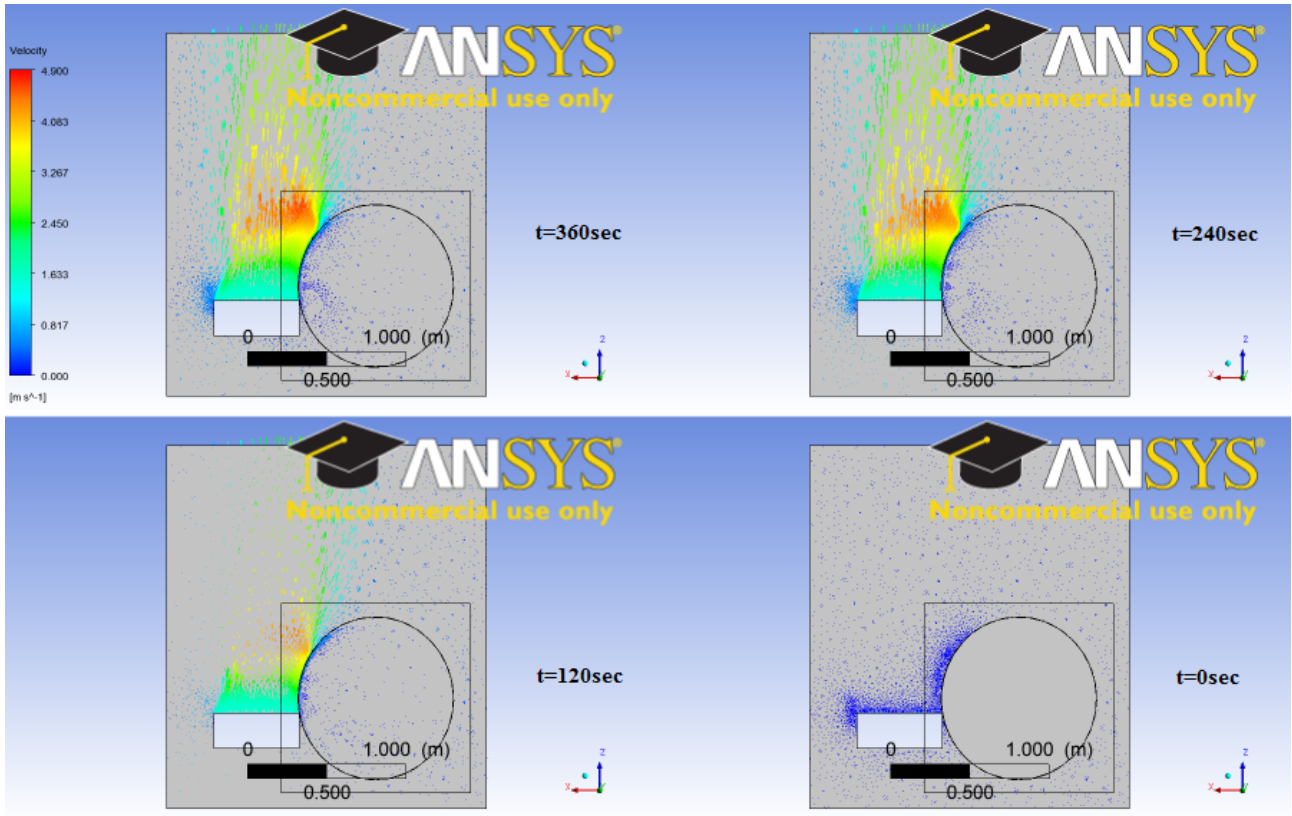 ANSYS®
Noncommercial use only
Velocity
4.900
4.083
3.267
2.450
1.633
0.817
0.000
[m s^-1]
t=360sec
0
1.000 (m)
0.500
z
x
Y
ANSYS®
Noncommercial use only
t=240sec
0
1.000 (m)
0.500
z
x
Y
ANSYS®
Noncommercial use only
t=120sec
0
1.000 (m)
0.500
z
x
Y
ANSYS®
Noncommercial use only
t=0sec
0
1.000 (m)
0.500
z
x
Y